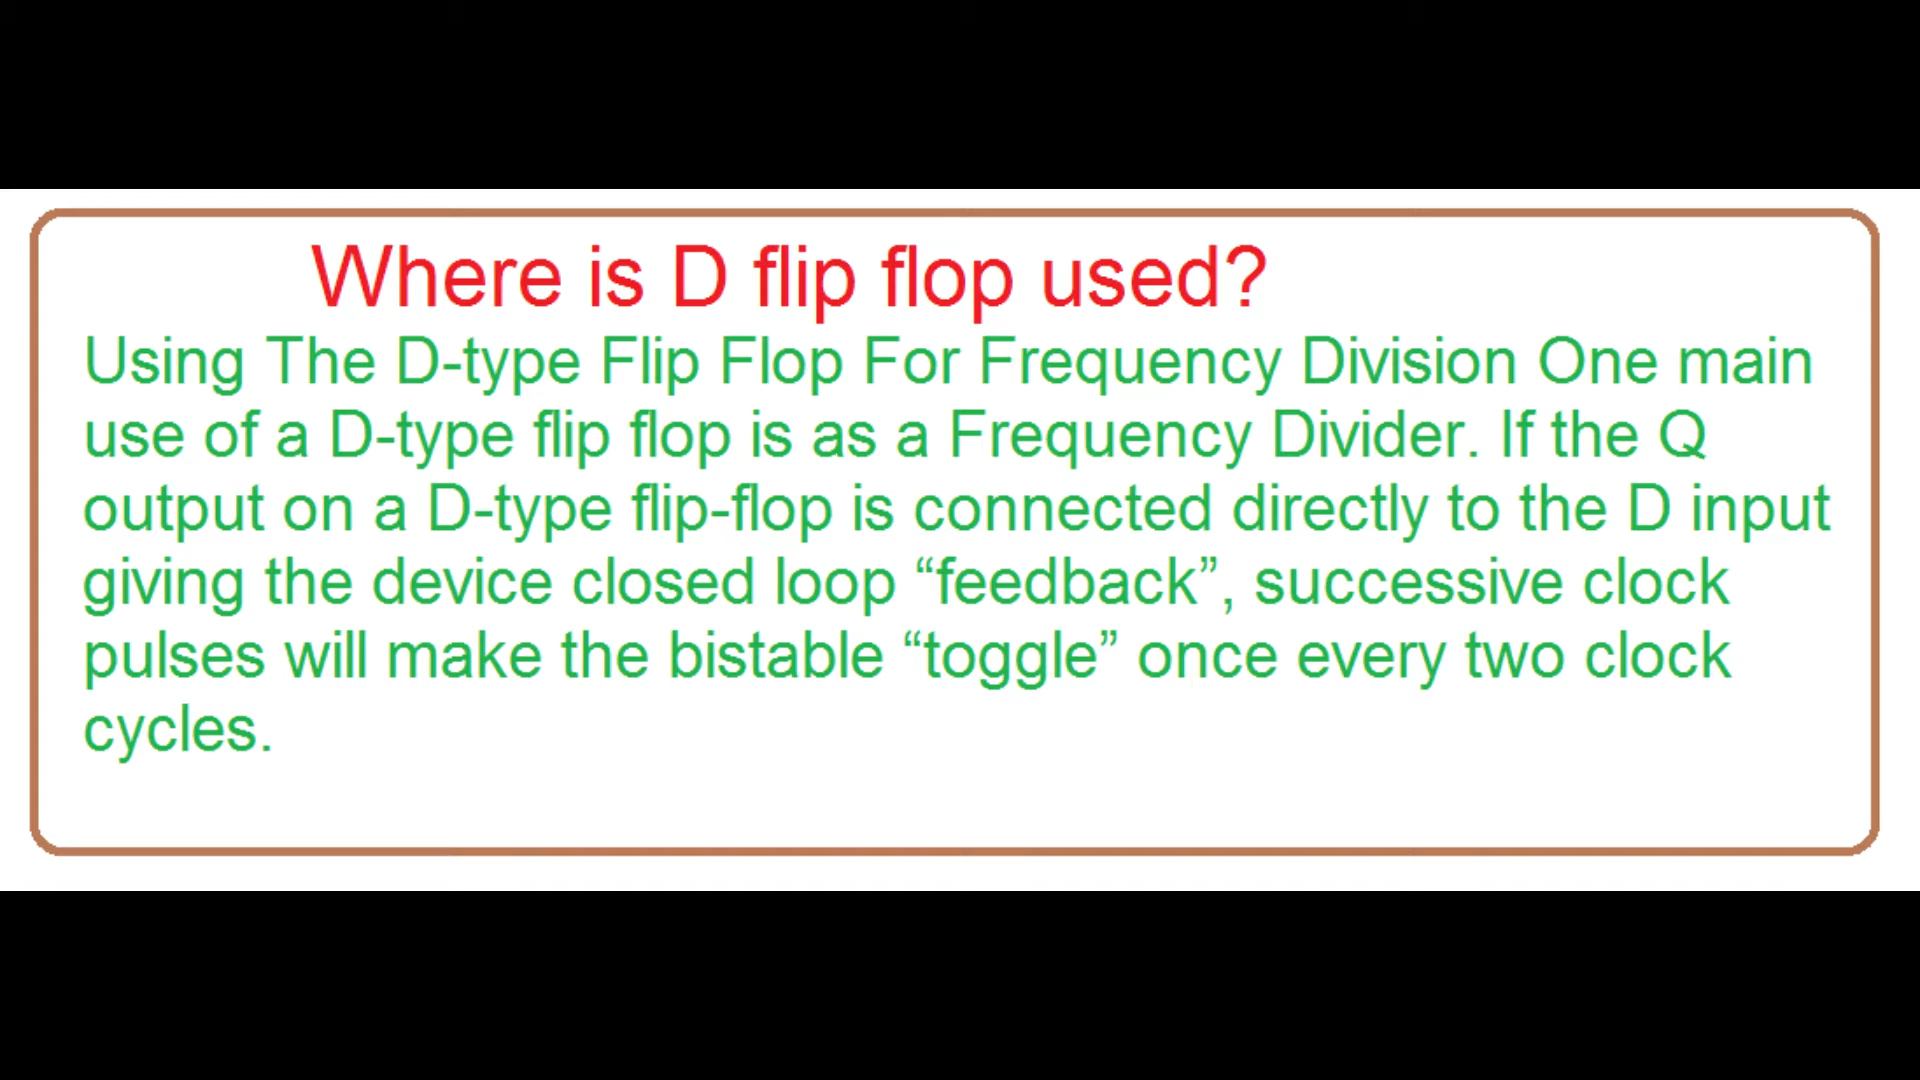 Where is D flip flop used?
Using The D-type Flip Flop For Frequency Division One main
use of a D-type flip flop is as a Frequency Divider. If the Q
output on a D-type flip-flop is connected directly to the D input
giving the device closed loop “feedback”, successive clock
pulses will make the bistable “toggle” once every two clock
cycles.